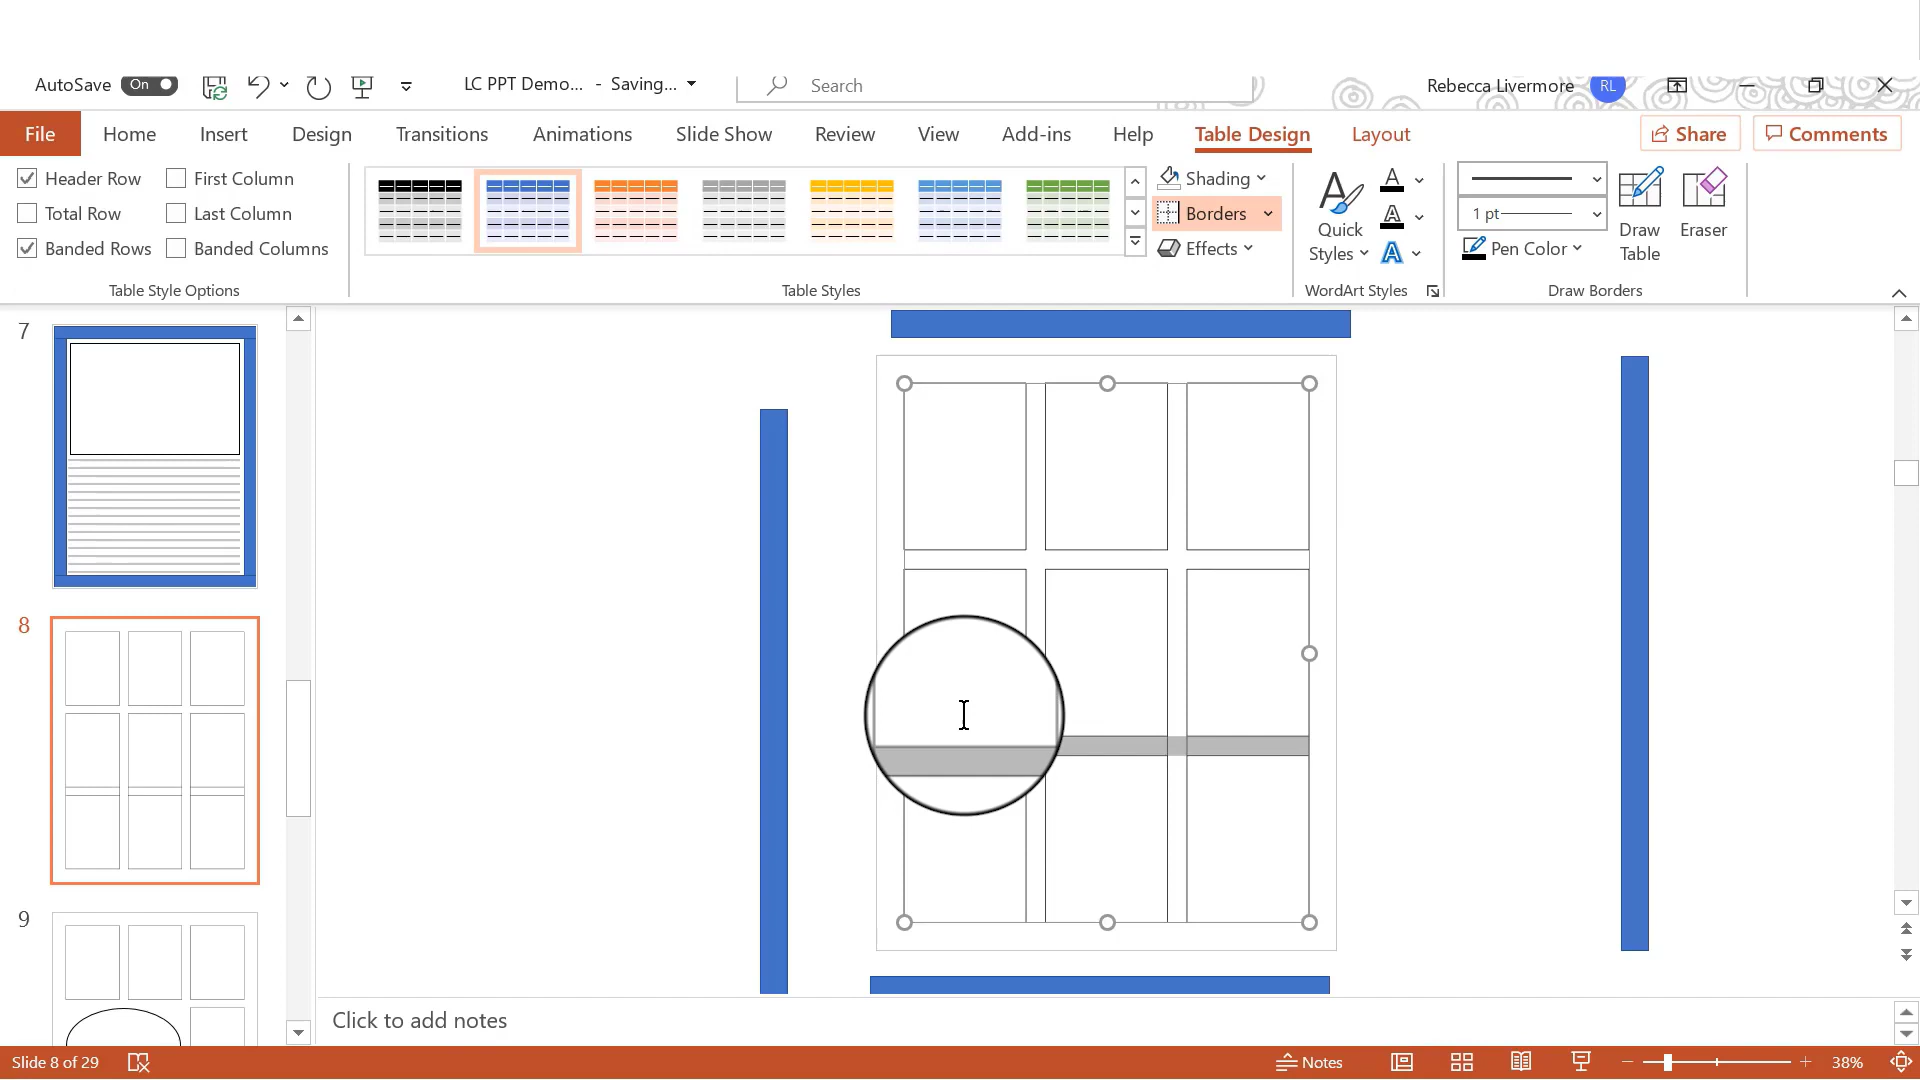 AutoSave On LC PPT Demo... - Saving... Search Rebecca Livermore RL
File Home Insert Design Transitions Animations Slide Show Review View Add-ins Help Table Design Layout Share Comments
Header Row First Column
Total Row Last Column
Banded Rows Banded Columns
Table Style Options
Table Styles
Shading
Borders
Effects
Quick
Styles
WordArt Styles
1 pt
Pen Color
Draw
Table
Eraser
Draw Borders
7
8
9
Click to add notes
Slide 8 of 29 Notes 38%